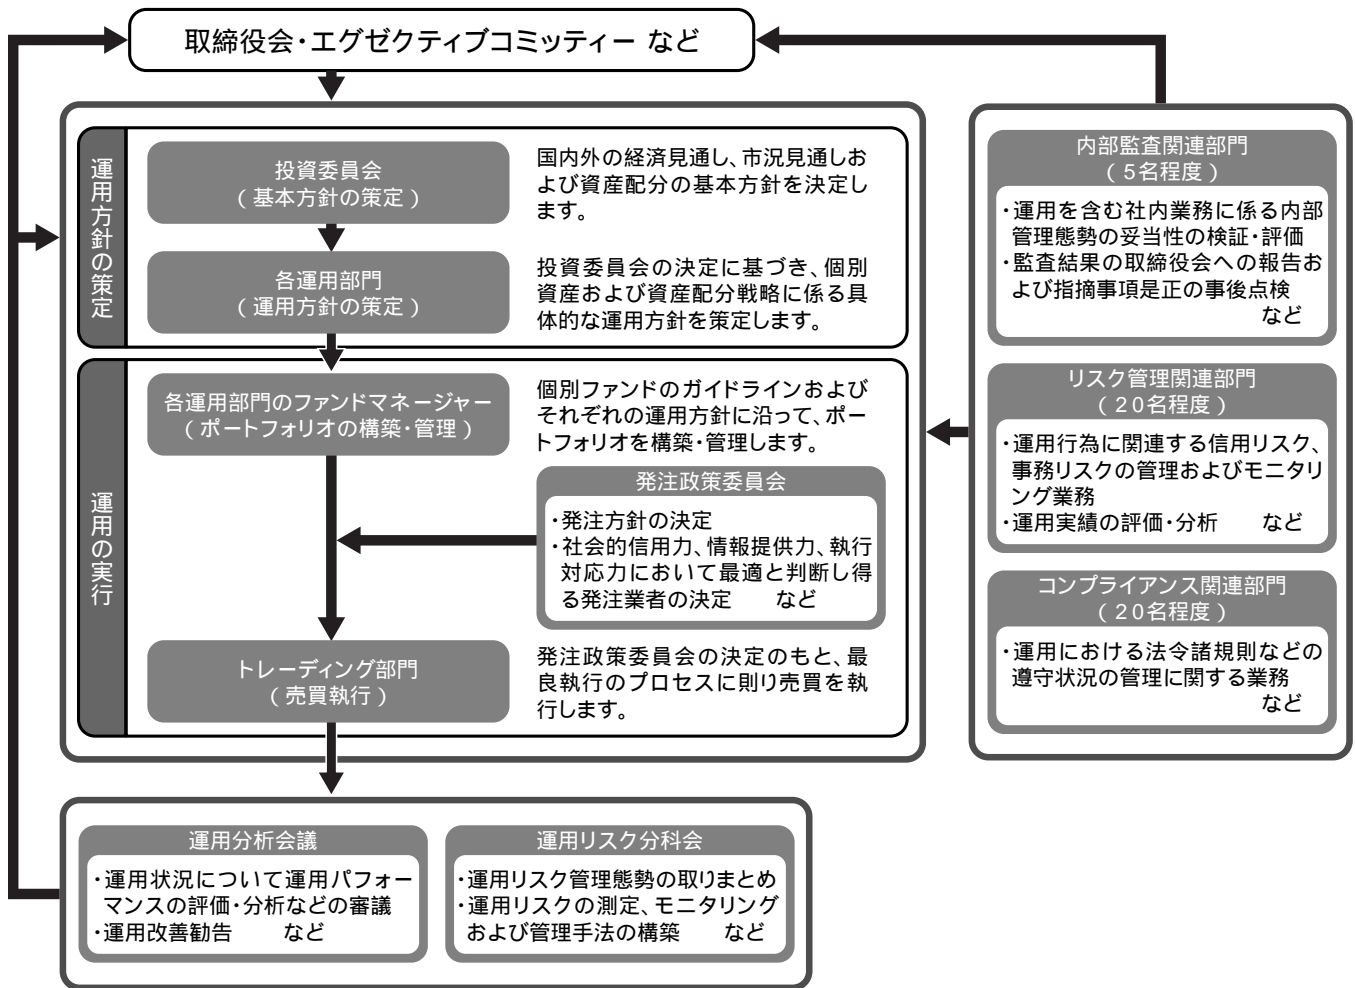 取締役会・エグゼクティブコミッティー など
運用方針の策定
投資委員会
(基本方針の策定)
国内外の経済見通し、市況見通しお
よび資産配分の基本方針を決定し
ます。
各運用部門
(運用方針の策定)
投資委員会の決定に基づき、個別
資産および資産配分戦略に係る具
体的な運用方針を策定します。
運用の実行
各運用部門のファンドマネージャー
(ポートフォリオの構築・管理)
個別ファンドのガイドラインおよび
それぞれの運用方針に沿って、ポー
トフォリオを構築・管理します。
発注政策委員会
・発注方針の決定
・社会的信用力、情報提供力、執行
対応力において最適と判断し得
る発注業者の決定 など
トレーディング部門
(売買執行)
発注政策委員会の決定のもと、最
良執行のプロセスに則り売買を執
行します。
内部監査関連部門
(5名程度)
・運用を含む社内業務に係る内部
管理態勢の妥当性の検証・評価
・監査結果の取締役会への報告お
よび指摘事項是正の事後点検
など
リスク管理関連部門
(20名程度)
・運用行為に関連する信用リスク、
事務リスクの管理およびモニタリ
ング業務
・運用実績の評価・分析 など
コンプライアンス関連部門
(20名程度)
・運用における法令諸規則などの
遵守状況の管理に関する業務
など
運用分析会議
・運用状況について運用パフォー
マンスの評価・分析などの審議
・運用改善勧告 など
運用リスク分科会
・運用リスク管理態勢の取りまとめ
・運用リスクの測定、モニタリング
および管理手法の構築 など